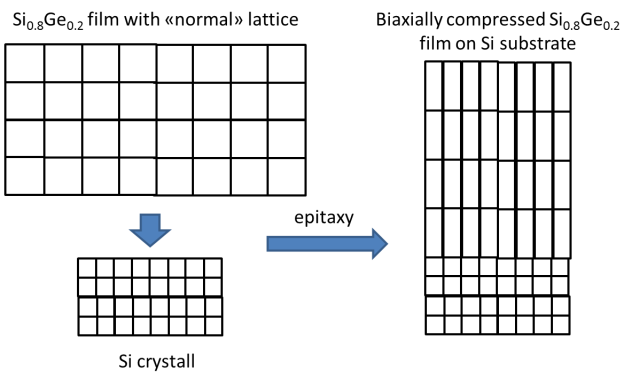 Si₀.₈Ge₀.₂ film with «normal» lattice
Biaxially compressed Si₀.₈Ge₀.₂
film on Si substrate
epitaxy
Si crystall